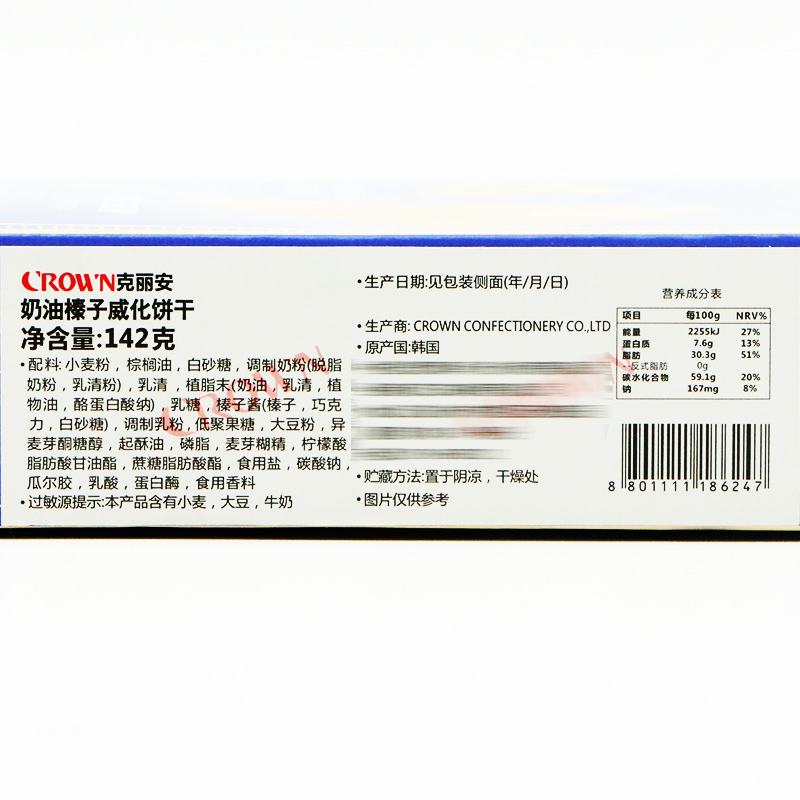 CROWN克丽安
奶油榛子威化饼干
净含量:142克
•配料:小麦粉，棕榈油，白砂糖，调制奶粉(脱脂
奶粉，乳清粉)，乳清，植脂末(奶油，乳清，植
物油，酪蛋白酸纳)，乳糖，榛子酱(榛子，巧克
力，白砂糖)，调制乳粉，低聚果糖，大豆粉，异
麦芽酮糖醇，起酥油，磷脂，麦芽糊精，柠檬酸
脂肪酸甘油酯，蔗糖脂肪酸酯，食用盐，碳酸钠，
瓜尔胶，乳酸，蛋白酶，食用香料
•过敏源提示:本产品含有小麦，大豆，牛奶
•生产日期:见包装侧面(年/月/日)
•生产商: CROWN CONFECTIONERY CO.,LTD
•原产国:韩国
•贮藏方法:置于阴凉，干燥处
•图片仅供参考
营养成分表
项目 每100g NRV%
能量 2255kJ 27%
蛋白质 7.6g 13%
脂肪 30.3g 51%
--反式脂肪 0g
碳水化合物 59.1g 20%
钠 167mg 8%
8 801111 186247
CROWN